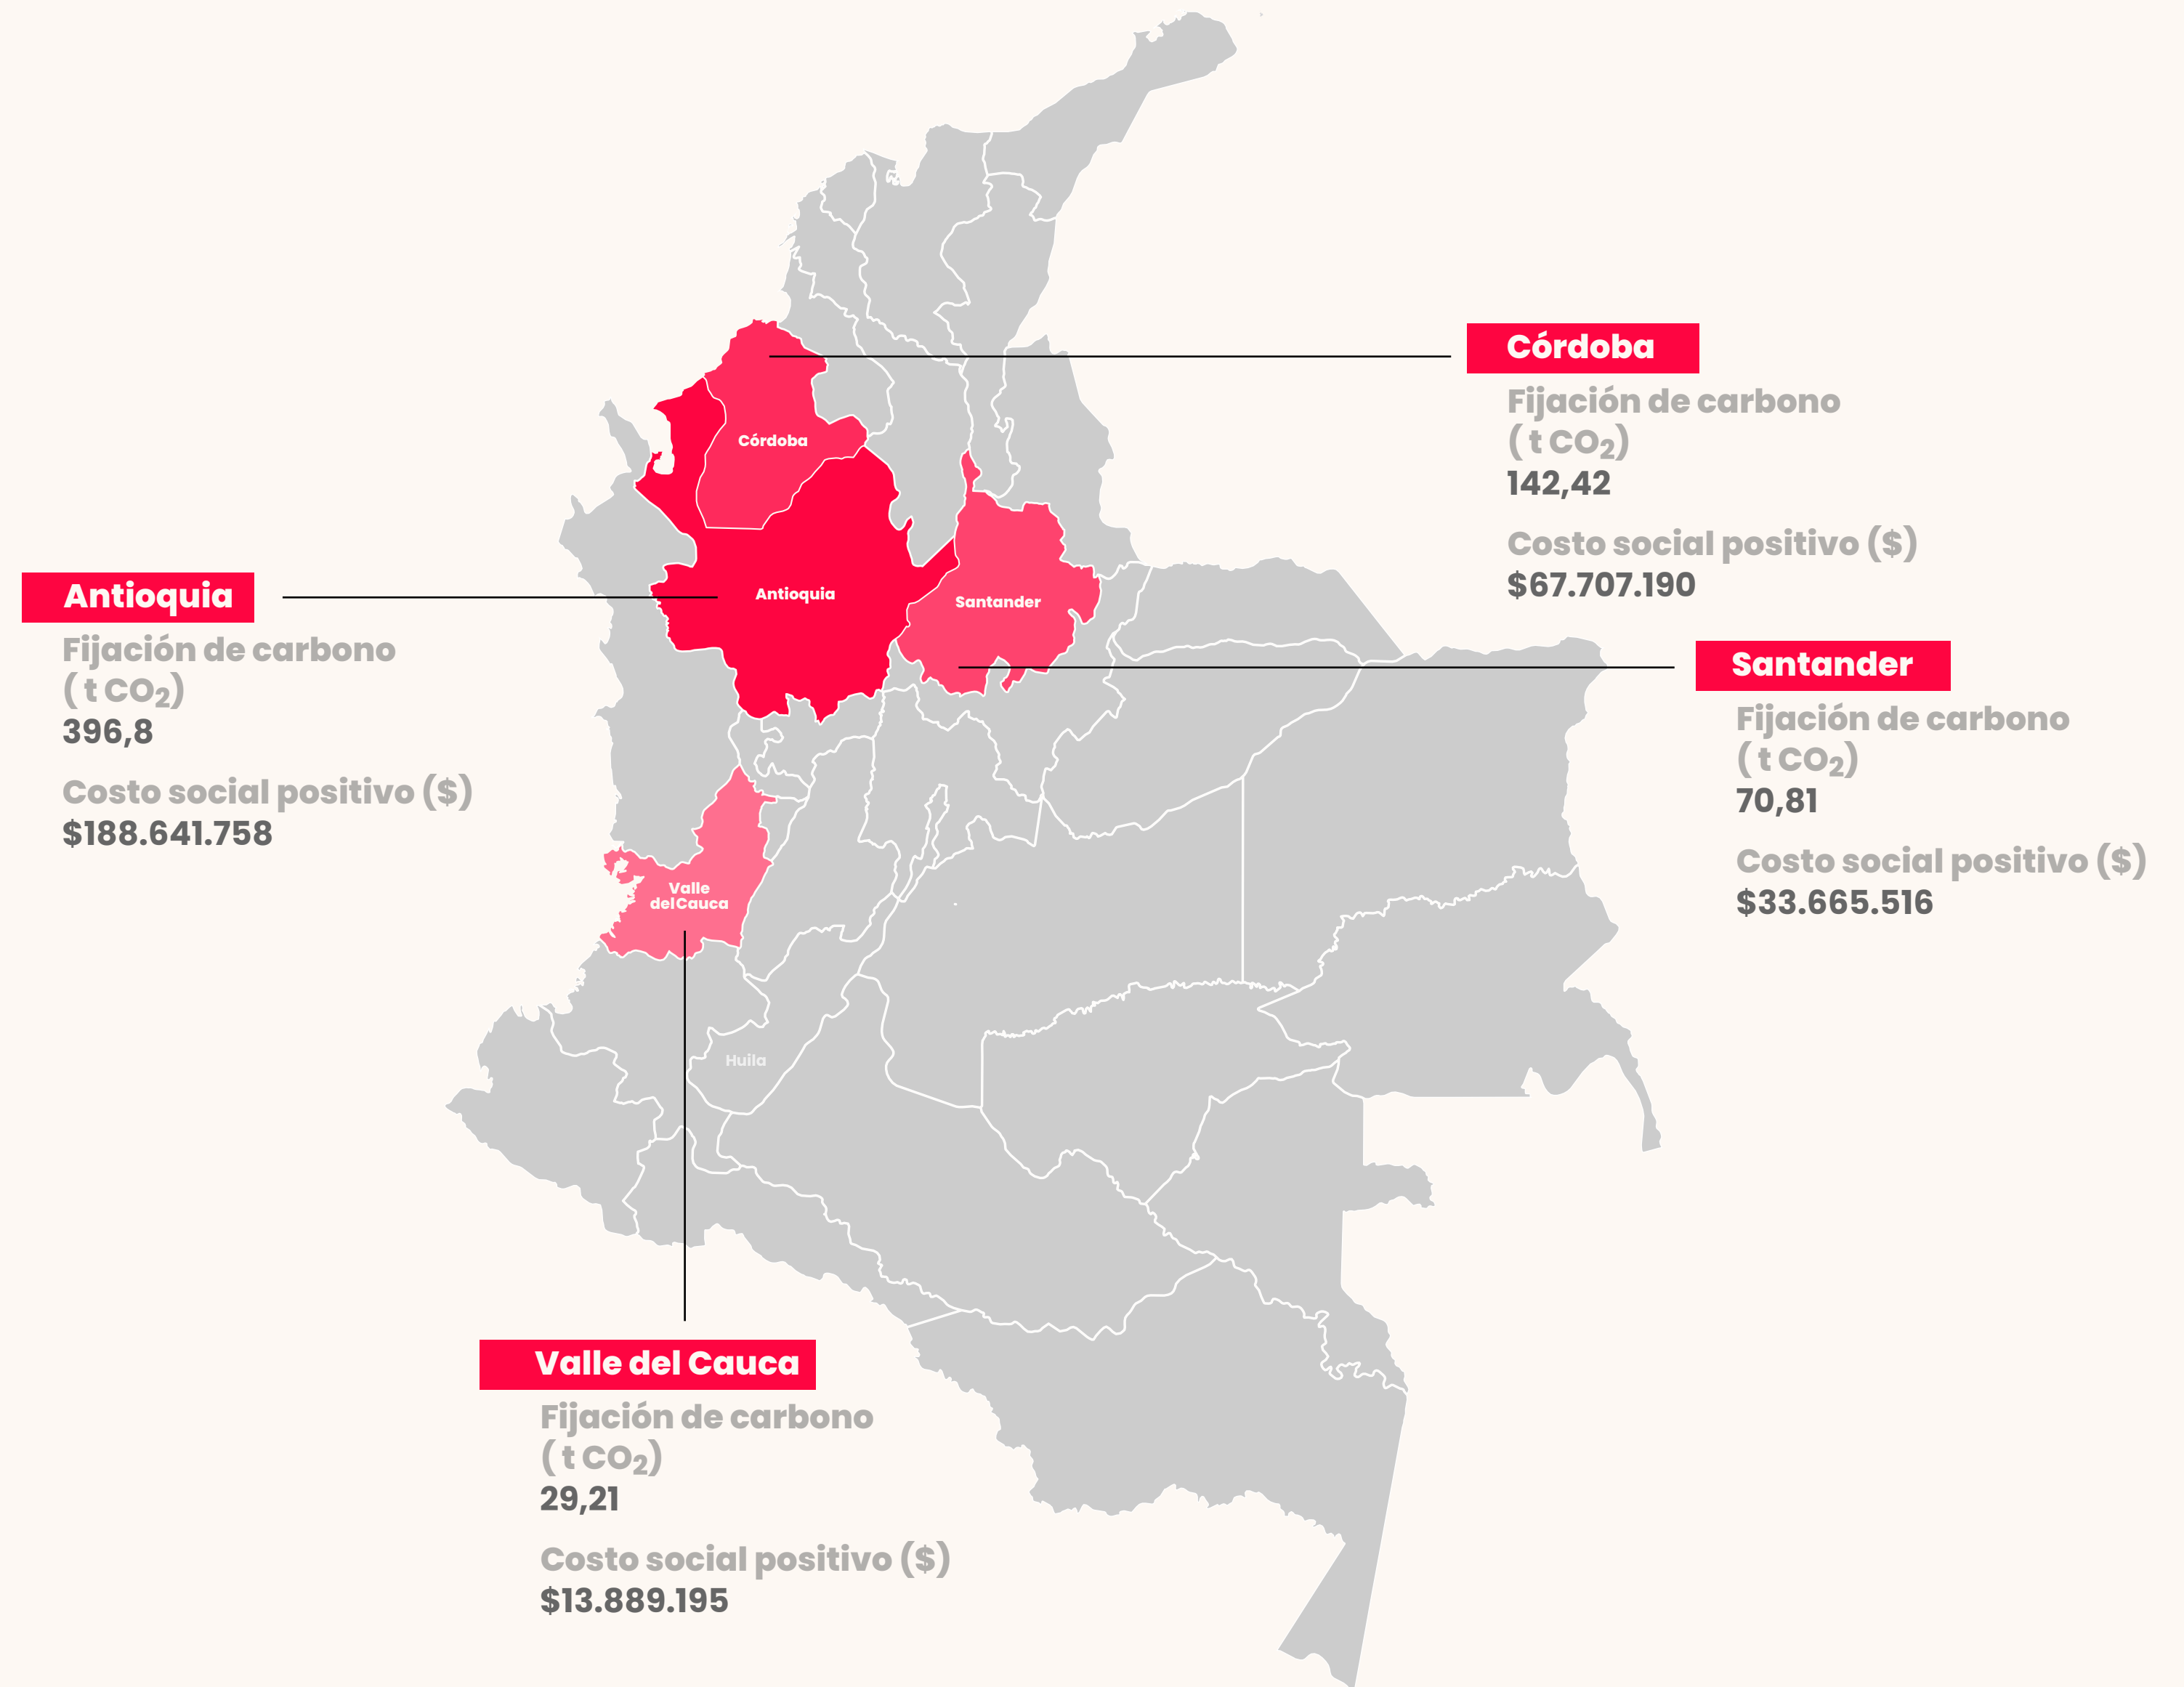 Córdoba
Fijación de carbono
( t CO₂)
142,42
Costo social positivo ($)
$67.707.190
Antioquia
Fijación de carbono
( t CO₂)
396,8
Costo social positivo ($)
$188.641.758
Santander
Fijación de carbono
( t CO₂)
70,81
Costo social positivo ($)
$33.665.516
Córdoba
Antioquia
Santander
Valle
del Cauca
Huila
Valle del Cauca
Fijación de carbono
( t CO₂)
29,21
Costo social positivo ($)
$13.889.195